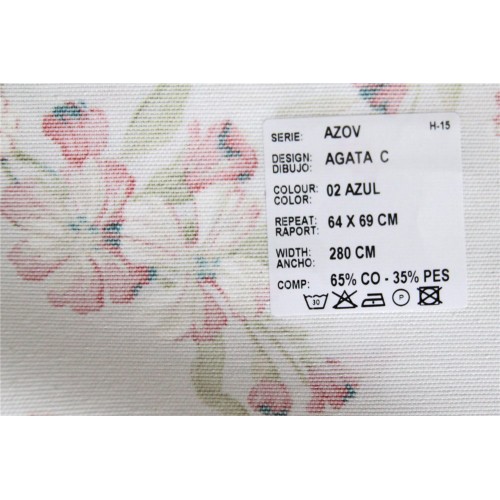 SERIE: AZOV H-15
DESIGN: AGATA C
DIBUJO:
COLOUR: 02 AZUL
COLOR:
REPEAT: 64 X 69 CM
RAPORT:
WIDTH: 280 CM
ANCHO:
COMP: 65% CO - 35% PES
30 P